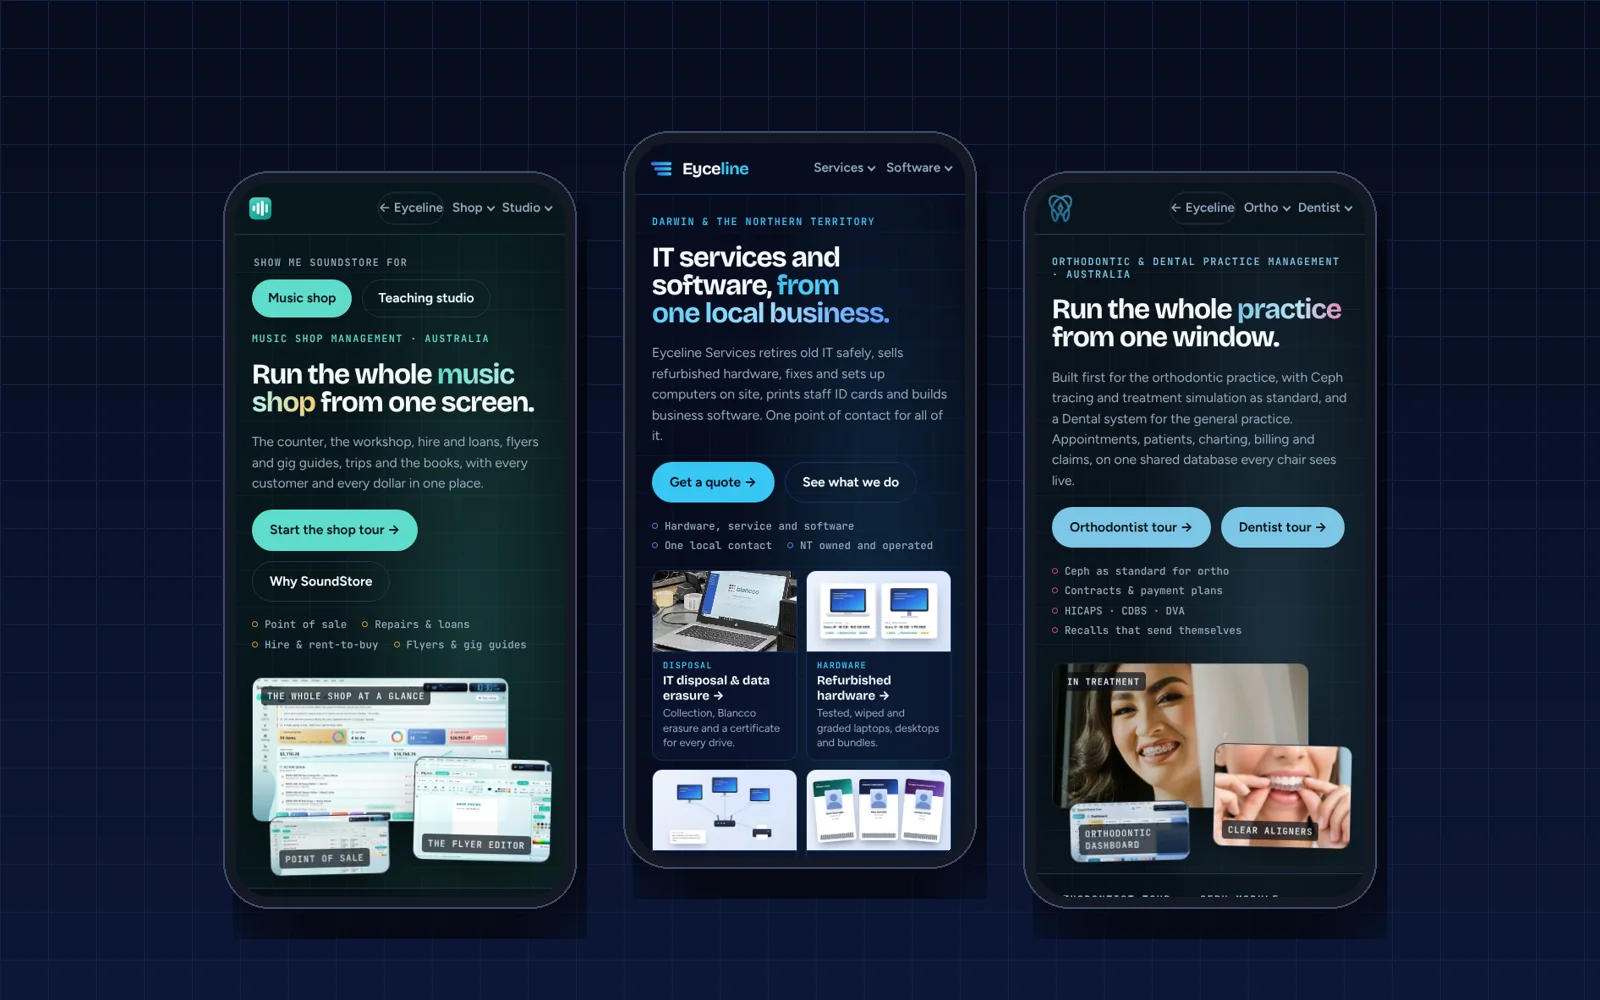 ← Eyceline Shop Studio
SHOW ME SOUNDSTORE FOR
Music shop Teaching studio
MUSIC SHOP MANAGEMENT · AUSTRALIA
Run the whole music
shop from one screen.
The counter, the workshop, hire and loans, flyers
and gig guides, trips and the books, with every
customer and every dollar in one place.
Start the shop tour →
Why SoundStore
Point of sale Repairs & loans
Hire & rent-to-buy Flyers & gig guides
THE WHOLE SHOP AT A GLANCE
THE FLYER EDITOR
POINT OF SALE
Eyceline Services Software
DARWIN & THE NORTHERN TERRITORY
IT services and
software, from
one local business.
Eyceline Services retires old IT safely, sells
refurbished hardware, fixes and sets up
computers on site, prints staff ID cards and builds
business software. One point of contact for all of
it.
Get a quote → See what we do
Hardware, service and software
One local contact NT owned and operated
blancco
DISPOSAL
IT disposal & data
erasure →
Collection, Blancco
erasure and a certificate
for every drive.
HARDWARE
Refurbished
hardware →
Tested, wiped and
graded laptops, desktops
and bundles.
← Eyceline Ortho Dentist
ORTHODONTIC & DENTAL PRACTICE MANAGEMENT
· AUSTRALIA
Run the whole practice
from one window.
Built first for the orthodontic practice, with Ceph
tracing and treatment simulation as standard, and
a Dental system for the general practice.
Appointments, patients, charting, billing and
claims, on one shared database every chair sees
live.
Orthodontist tour → Dentist tour →
Ceph as standard for ortho
Contracts & payment plans
HICAPS · CDBS · DVA
Recalls that send themselves
IN TREATMENT
CLEAR ALIGNERS
ORTHODONTIC
DASHBOARD